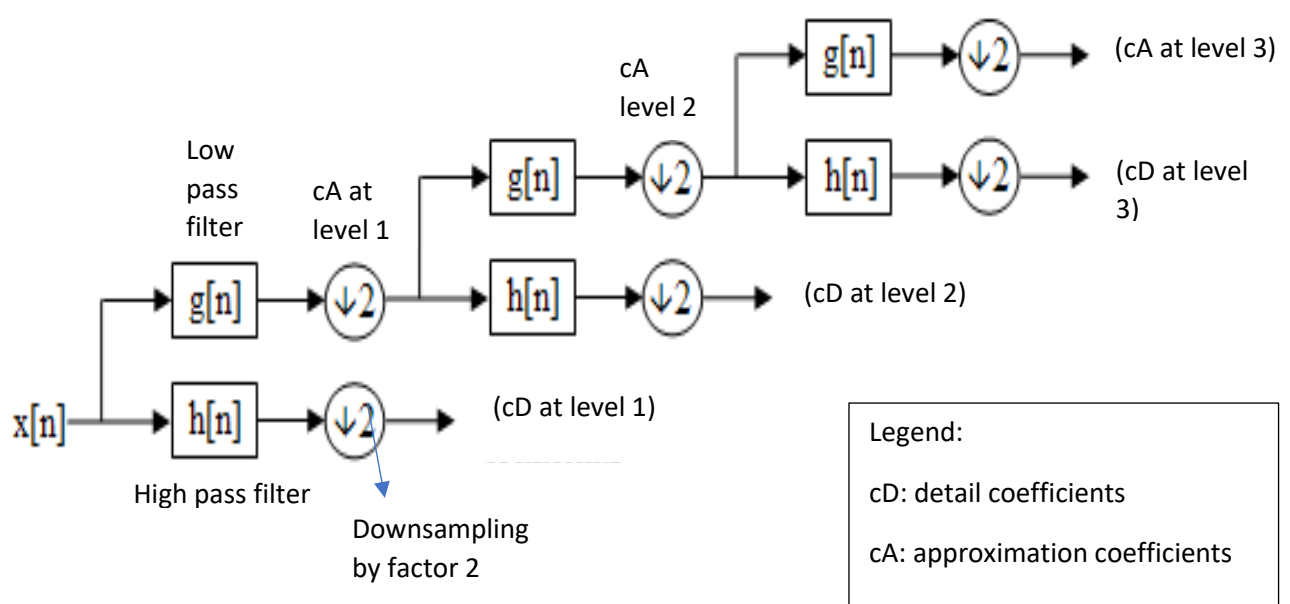 g[n]
↓2
(cA at level 3)
cA
level 2
Low
pass
filter
cA at
level 1
g[n]
↓2
h[n]
↓2
(cD at level
3)
g[n]
↓2
h[n]
↓2
(cD at level 2)
x[n]
h[n]
↓2
(cD at level 1)
High pass filter
Downsampling
by factor 2
Legend:
cD: detail coefficients
cA: approximation coefficients